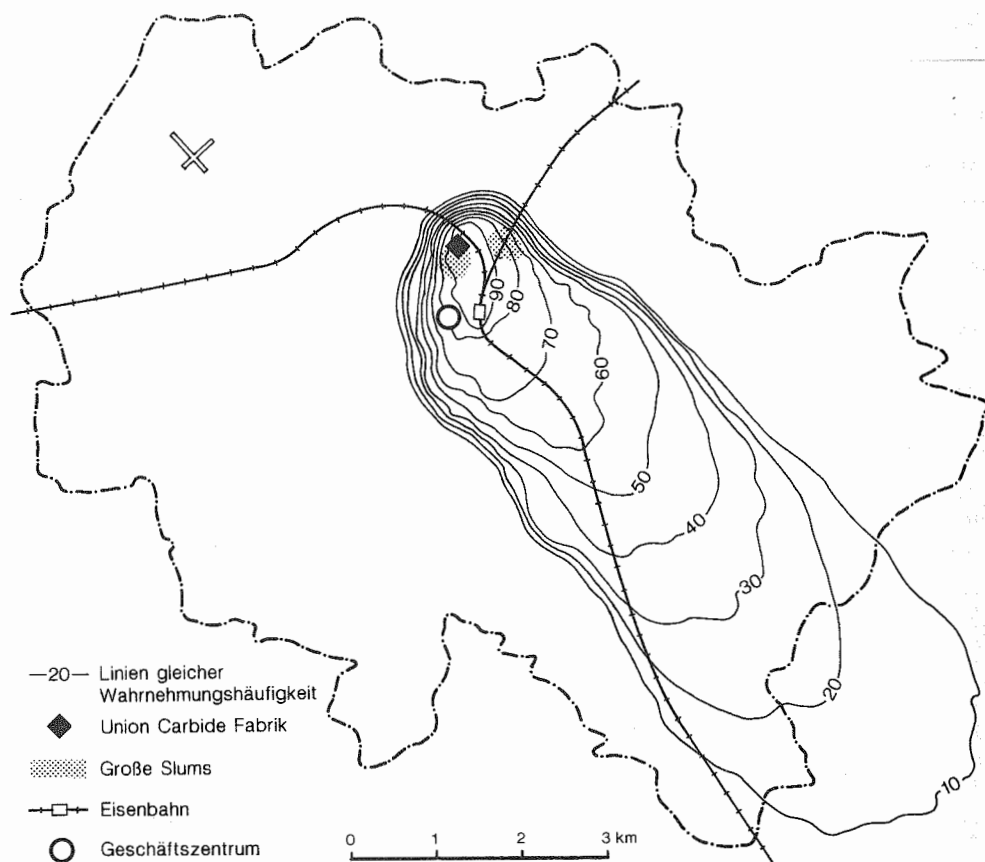 90
80
70
60
50
40
30
20
10
—20— Linien gleicher
Wahrnehmungshäufigkeit
Union Carbide Fabrik
Große Slums
Eisenbahn
Geschäftszentrum
0 1 2 3 km